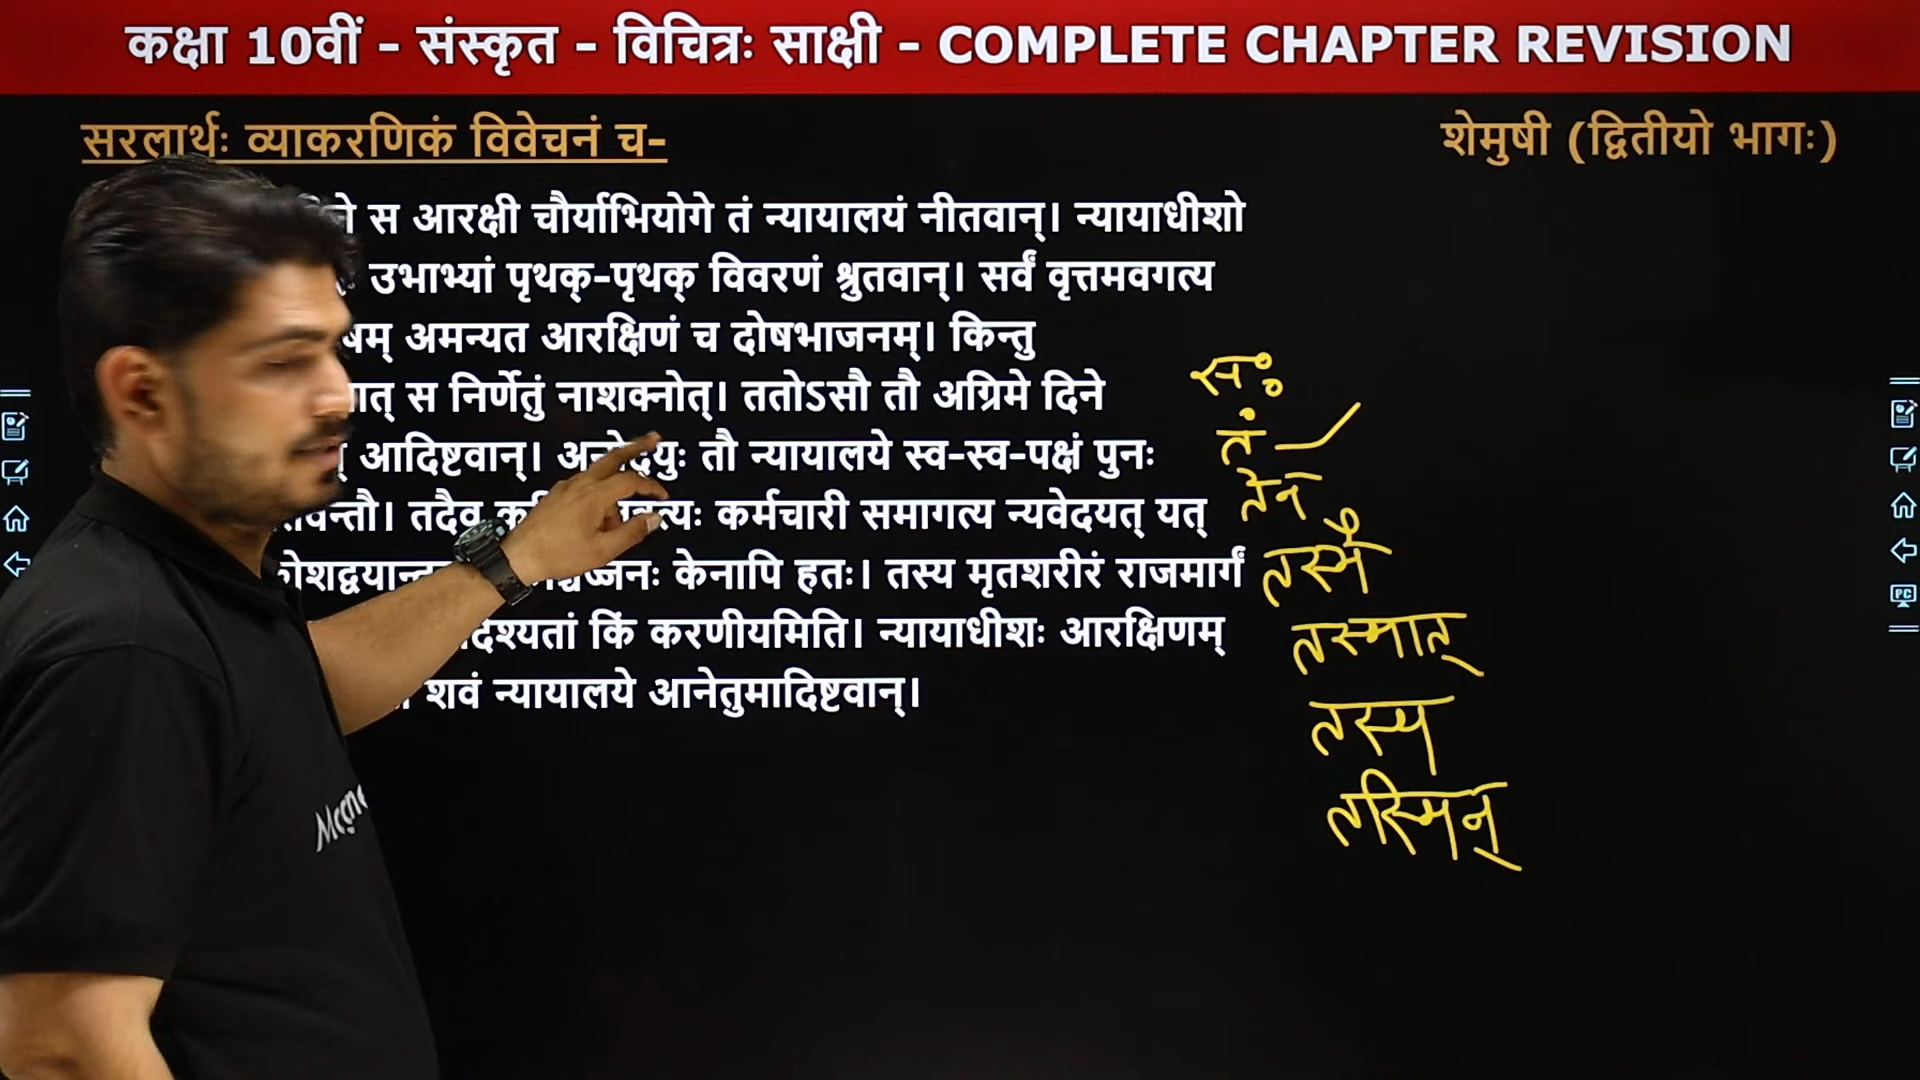 कक्षा 10वीं - संस्कृत - विचित्रः साक्षी - COMPLETE CHAPTER REVISION
सरलार्थः व्याकरणिकं विवेचनं च-
शेमुषी (द्वितीयो भागः)
स आरक्षी चौर्याभियोगे तं न्यायालयं नीतवान्। न्यायाधीशो
उभाभ्यां पृथक्-पृथक् विवरणं श्रुतवान्। सर्वं वृत्तमवगत्य
अमन्यत आरक्षिणं च दोषभाजनम्। किन्तु
स निर्णेतुं नाशक्नोत्। ततोऽसौ तौ अग्रिमे दिने
आदिष्टवान्। तौ न्यायालये स्व-स्व-पक्षं पुनः
तदैव कर्मचारी समागत्य न्यवेदयत् यत्
केनापि हतः। तस्य मृतशरीरं राजमार्गं
किं करणीयमिति। न्यायाधीशः आरक्षिणम्
शवं न्यायालये आनेतुमादिष्टवान्।
सः
तं
तेन
तस्मै
तस्मात्
तस्य
तस्मिन्
PC